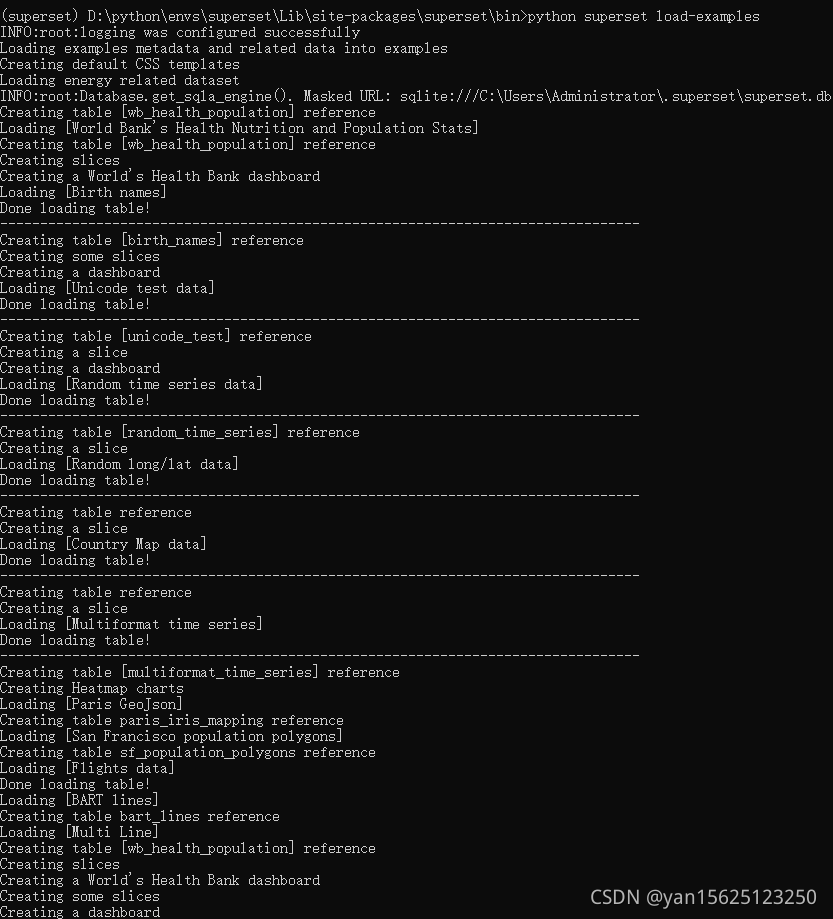 (superset) D:\python\envs\superset\Lib\site-packages\superset\bin>python superset load-examples
INFO:root:logging was configured successfully
Loading examples metadata and related data into examples
Creating default CSS templates
Loading energy related dataset
INFO:root:Database.get_sqla_engine(). Masked URL: sqlite:///C:\Users\Administrator\.superset\superset.db
Creating table [wb_health_population] reference
Loading [World Bank's Health Nutrition and Population Stats]
Creating table [wb_health_population] reference
Creating slices
Creating a World's Health Bank dashboard
Loading [Birth names]
Done loading table!
--------------------------------------------------------------------------------
Creating table [birth_names] reference
Creating some slices
Creating a dashboard
Loading [Unicode test data]
Done loading table!
--------------------------------------------------------------------------------
Creating table [unicode_test] reference
Creating a slice
Creating a dashboard
Loading [Random time series data]
Done loading table!
--------------------------------------------------------------------------------
Creating table [random_time_series] reference
Creating a slice
Loading [Random long/lat data]
Done loading table!
--------------------------------------------------------------------------------
Creating table reference
Creating a slice
Loading [Country Map data]
Done loading table!
--------------------------------------------------------------------------------
Creating table reference
Creating a slice
Loading [Multiformat time series]
Done loading table!
--------------------------------------------------------------------------------
Creating table [multiformat_time_series] reference
Creating Heatmap charts
Loading [Paris GeoJson]
Creating table paris_iris_mapping reference
Loading [San Francisco population polygons]
Creating table sf_population_polygons reference
Loading [Flights data]
Done loading table!
Loading [BART lines]
Creating table bart_lines reference
Loading [Multi Line]
Creating table [wb_health_population] reference
Creating slices
Creating a World's Health Bank dashboard
Creating some slices
Creating a dashboard
CSDN @yan15625123250